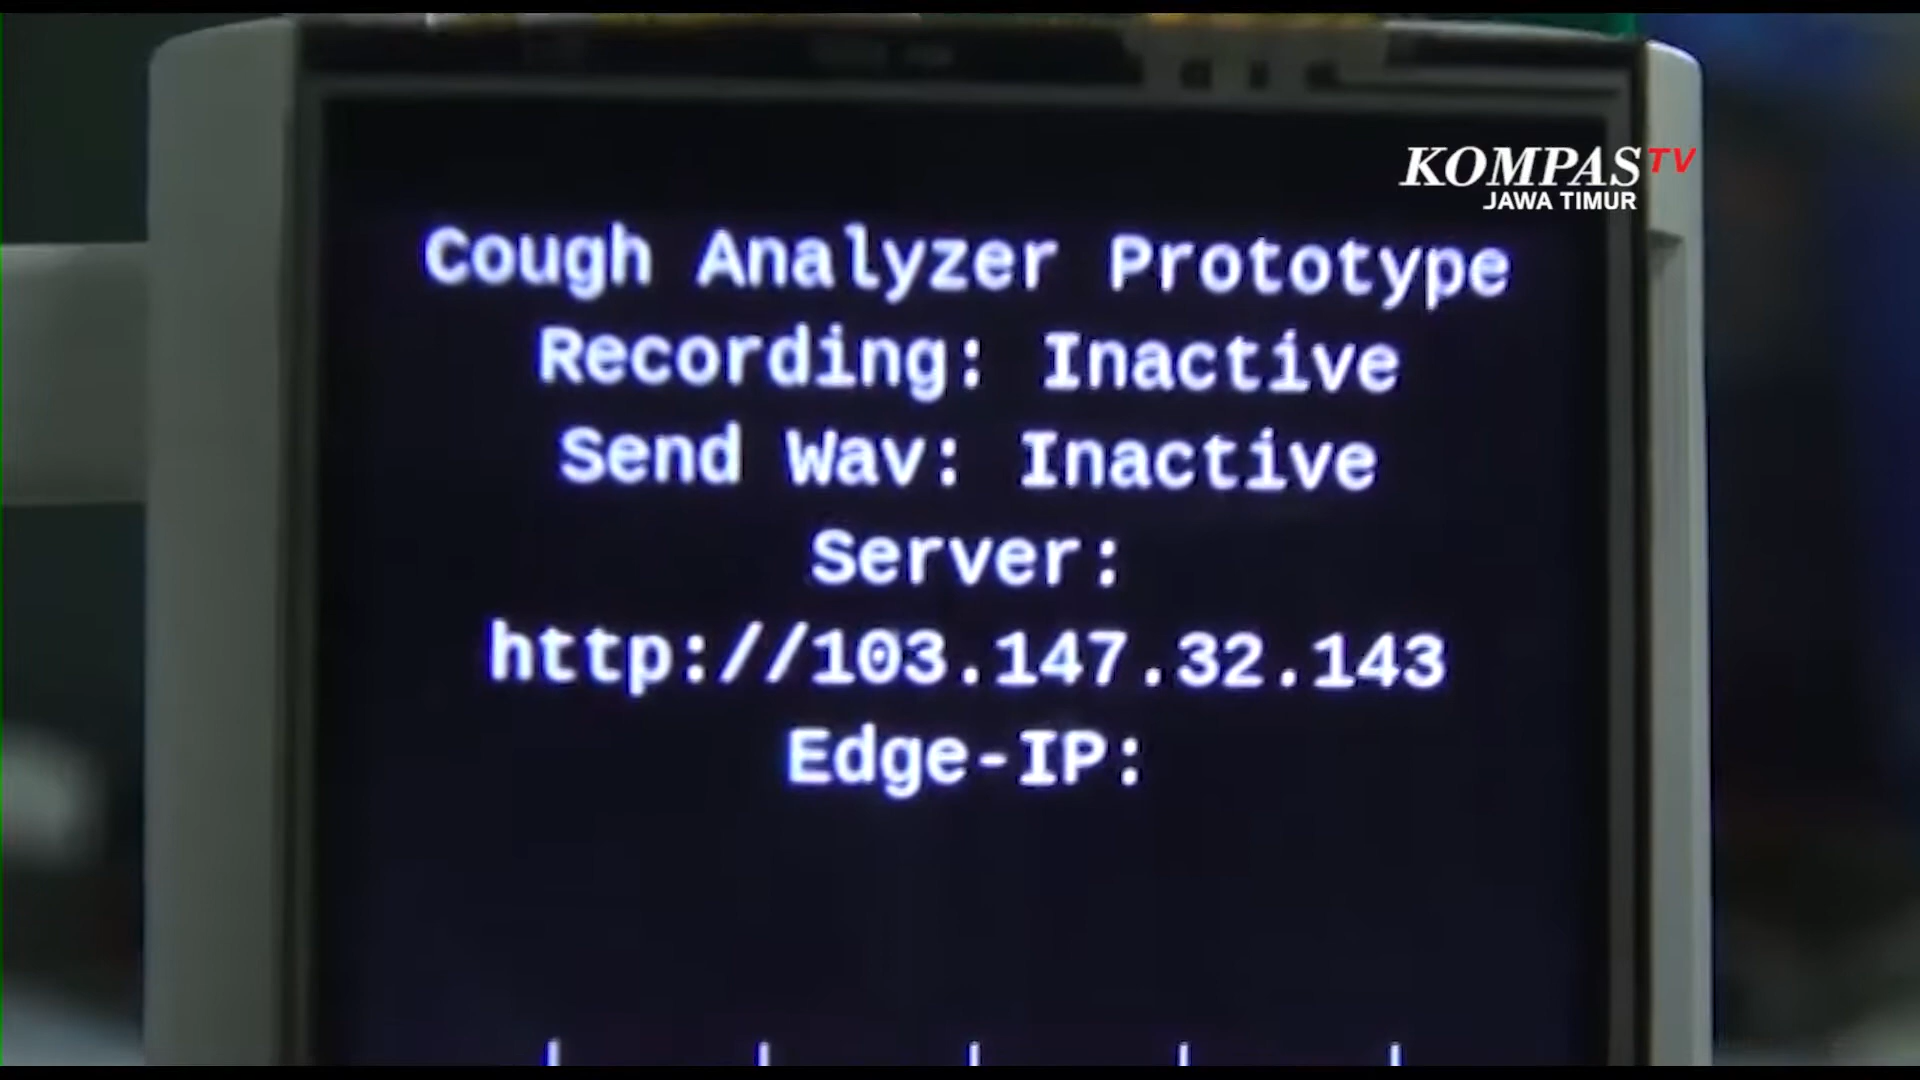 KOMPAS TV
JAWA TIMUR
Cough Analyzer Prototype
Recording: Inactive
Send Wav: Inactive
Server:
http://103.147.32.143
Edge-IP: